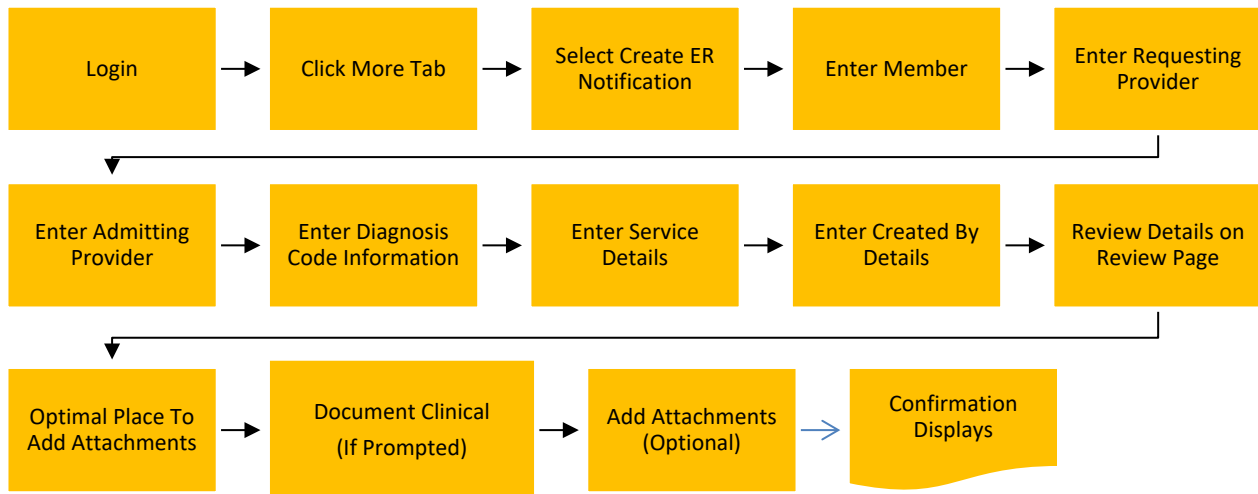 Login
Click More Tab
Select Create ER
Notification
Enter Member
Enter Requesting
Provider
Enter Admitting
Provider
Enter Diagnosis
Code Information
Enter Service
Details
Enter Created By
Details
Review Details on
Review Page
Optimal Place To
Add Attachments
Document Clinical
(If Prompted)
Add Attachments
(Optional)
Confirmation
Displays